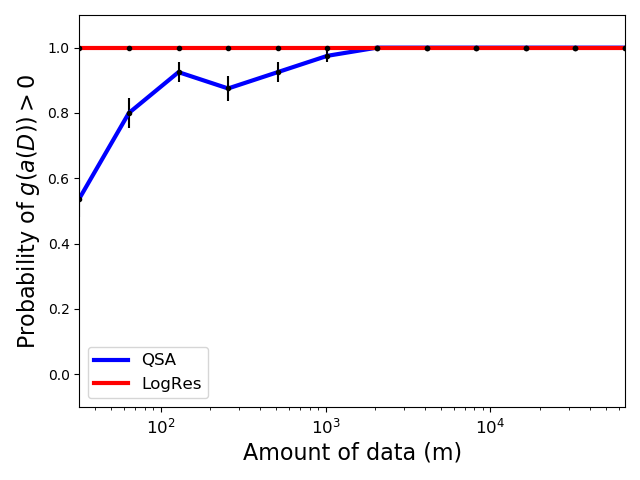 Probability of g(a(D)) > 0
1.0
0.8
0.6
0.4
0.2
0.0
QSA
LogRes
10²
10³
10⁴
Amount of data (m)